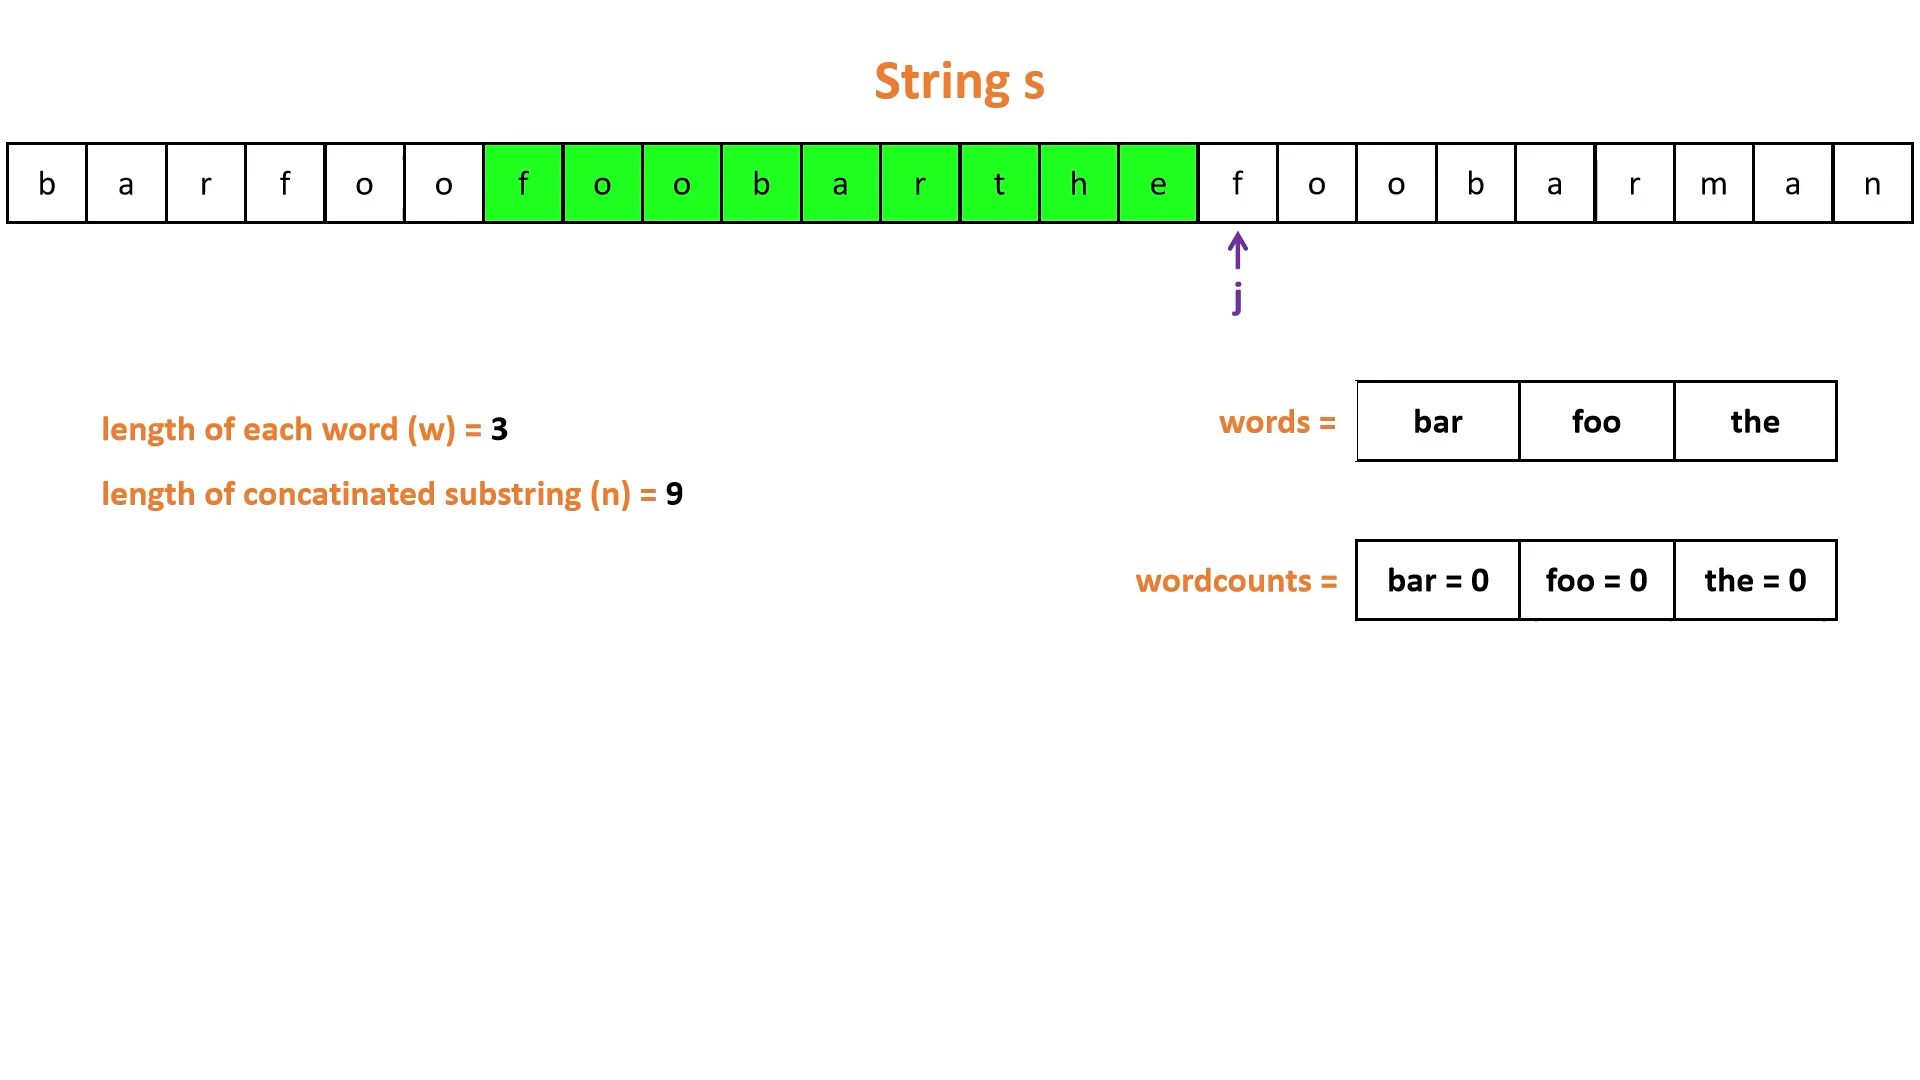 String s
b a r f o o f o o b a r t h e f o o b a r m a n
j
length of each word (w) = 3
length of concatinated substring (n) = 9
words = bar foo the
wordcounts = bar = 0 foo = 0 the = 0